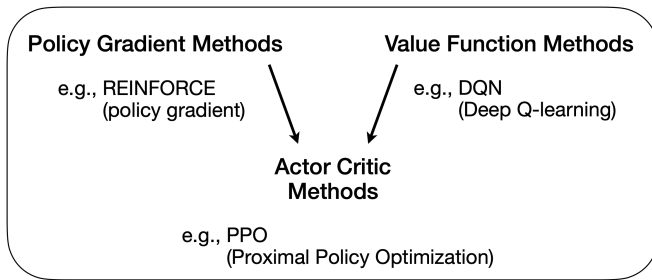 Policy Gradient Methods
e.g., REINFORCE
(policy gradient)
Value Function Methods
e.g., DQN
(Deep Q-learning)
Actor Critic
Methods
e.g., PPO
(Proximal Policy Optimization)